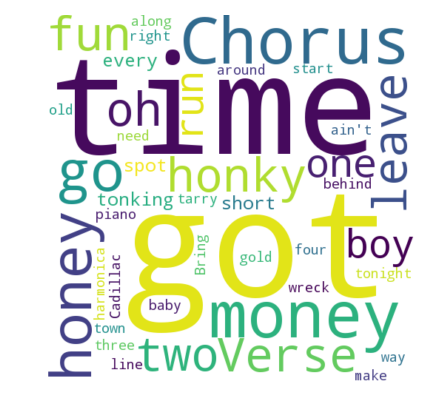 along
fun
right
Chorus
every
around
start
time
run
oh
old
need
ain't
leave
go
spot
honky
one
behind
tonking
tarry
short
boy
piano
honey
got
Bring
gold
four
tonight
harmonica
Cadillac
baby
wreck
money
town
two
Verse
way
three
line
make